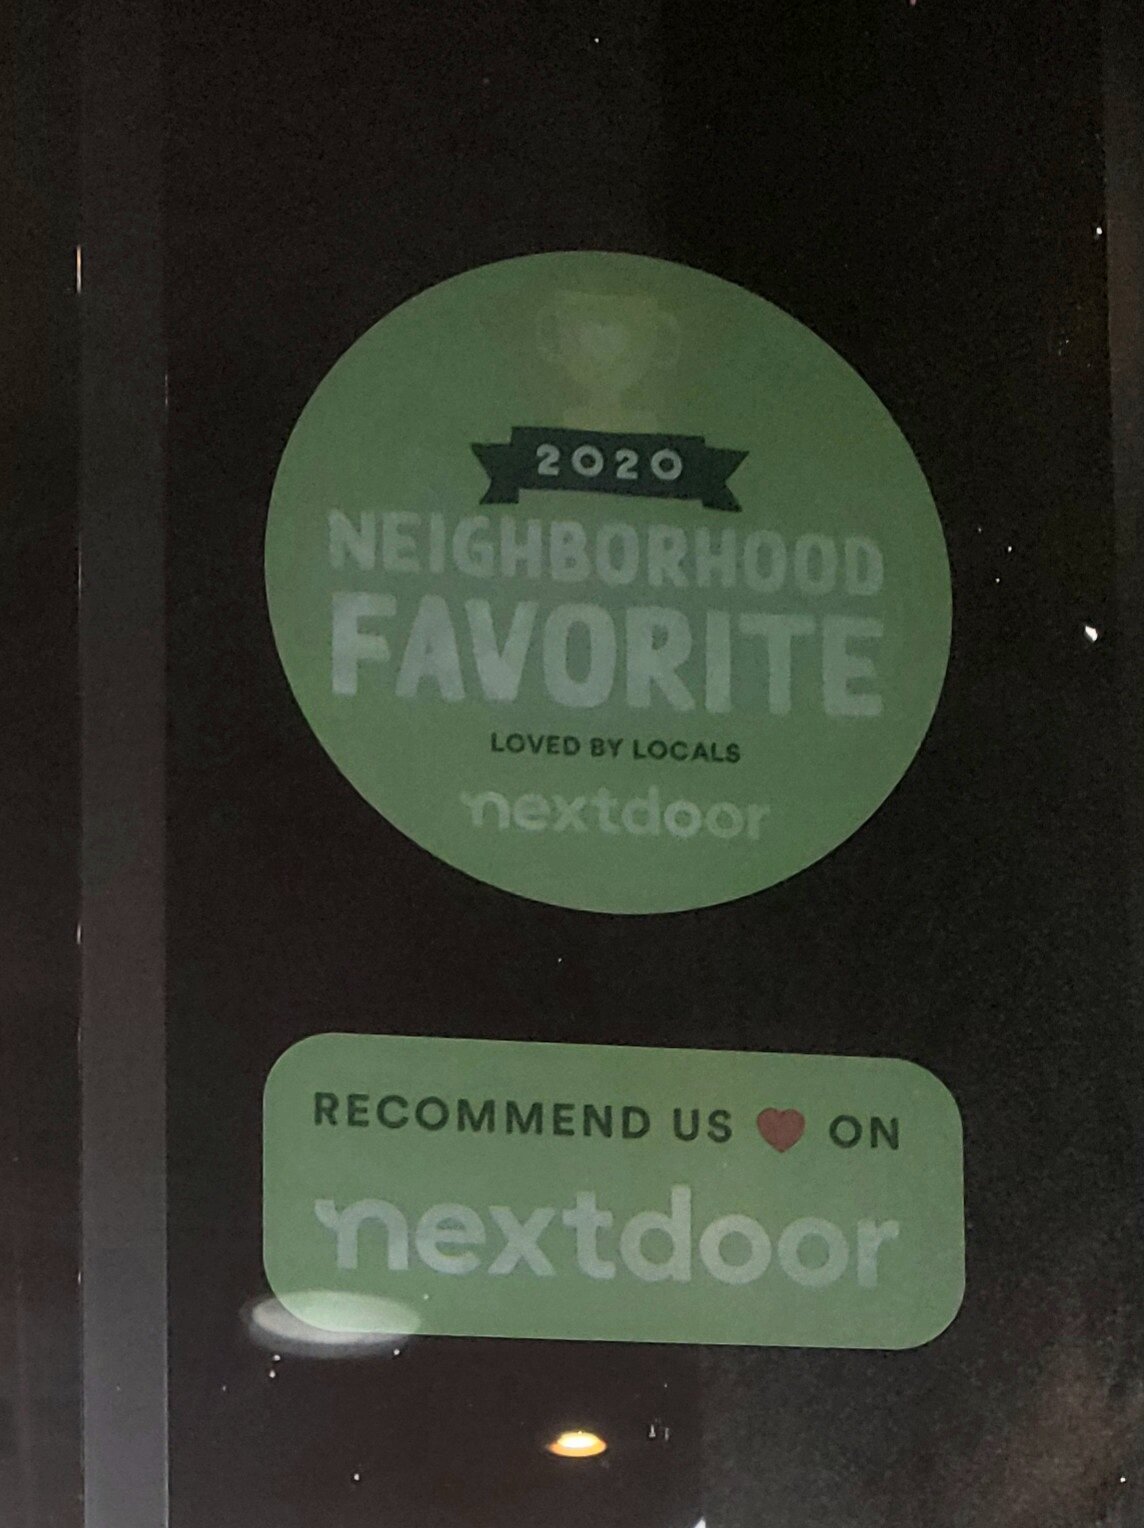 2020
NEIGHBORHOOD
FAVORITE
LOVED BY LOCALS
nextdoor
RECOMMEND US ❤ ON
nextdoor